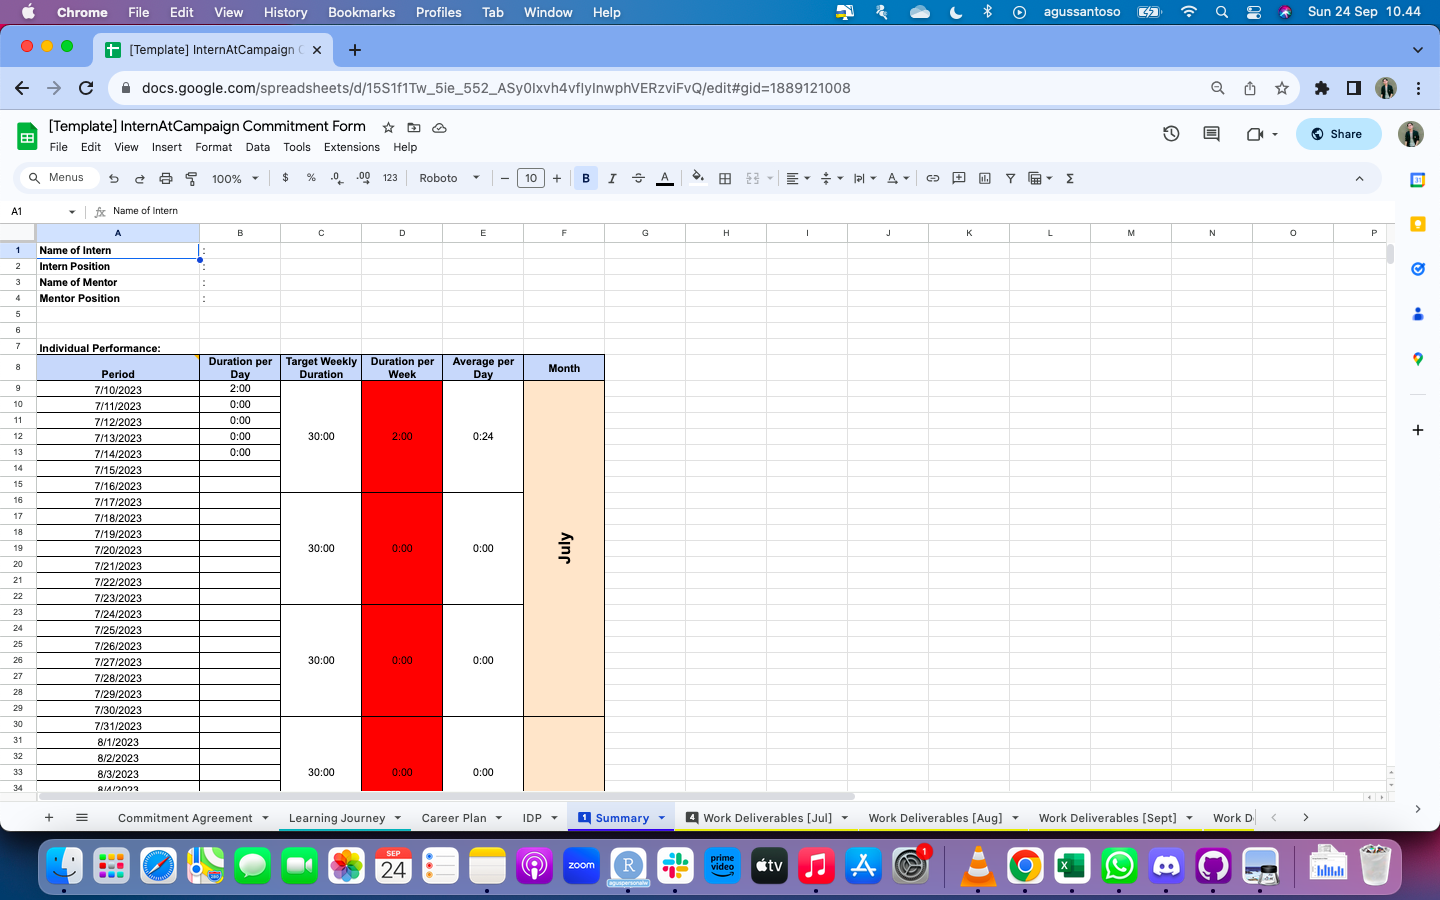 Chrome File Edit View History Bookmarks Profiles Tab Window Help agussantoso Sun 24 Sep 10.44
[Template] InternAtCampaign C
docs.google.com/spreadsheets/d/15S1f1Tw_5ie_552_ASy0Ixvh4vfIyInwphVERzviFvQ/edit#gid=1889121008
[Template] InternAtCampaign Commitment Form
File Edit View Insert Format Data Tools Extensions Help
Share
Menus 100% $ % .0 .00 123 Roboto 10 B I A
A1 fx Name of Intern
A B C D E F G H I J K L M N O P
1 Name of Intern :
2 Intern Position :
3 Name of Mentor :
4 Mentor Position :
5
6
7 Individual Performance:
8 Period Duration per Day Target Weekly Duration Duration per Week Average per Day Month
9 7/10/2023 2:00
10 7/11/2023 0:00
11 7/12/2023 0:00
12 7/13/2023 0:00 30:00 2:00 0:24
13 7/14/2023 0:00
14 7/15/2023
15 7/16/2023
16 7/17/2023
17 7/18/2023
18 7/19/2023
19 7/20/2023 30:00 0:00 0:00 July
20 7/21/2023
21 7/22/2023
22 7/23/2023
23 7/24/2023
24 7/25/2023
25 7/26/2023
26 7/27/2023 30:00 0:00 0:00
27 7/28/2023
28 7/29/2023
29 7/30/2023
30 7/31/2023
31 8/1/2023
32 8/2/2023
33 8/3/2023 30:00 0:00 0:00
34 8/4/2023
Commitment Agreement Learning Journey Career Plan IDP 1 Summary 4 Work Deliverables [Jul] Work Deliverables [Aug] Work Deliverables [Sept] Work D
SEP
24
zoom
R
prime video
tv
1